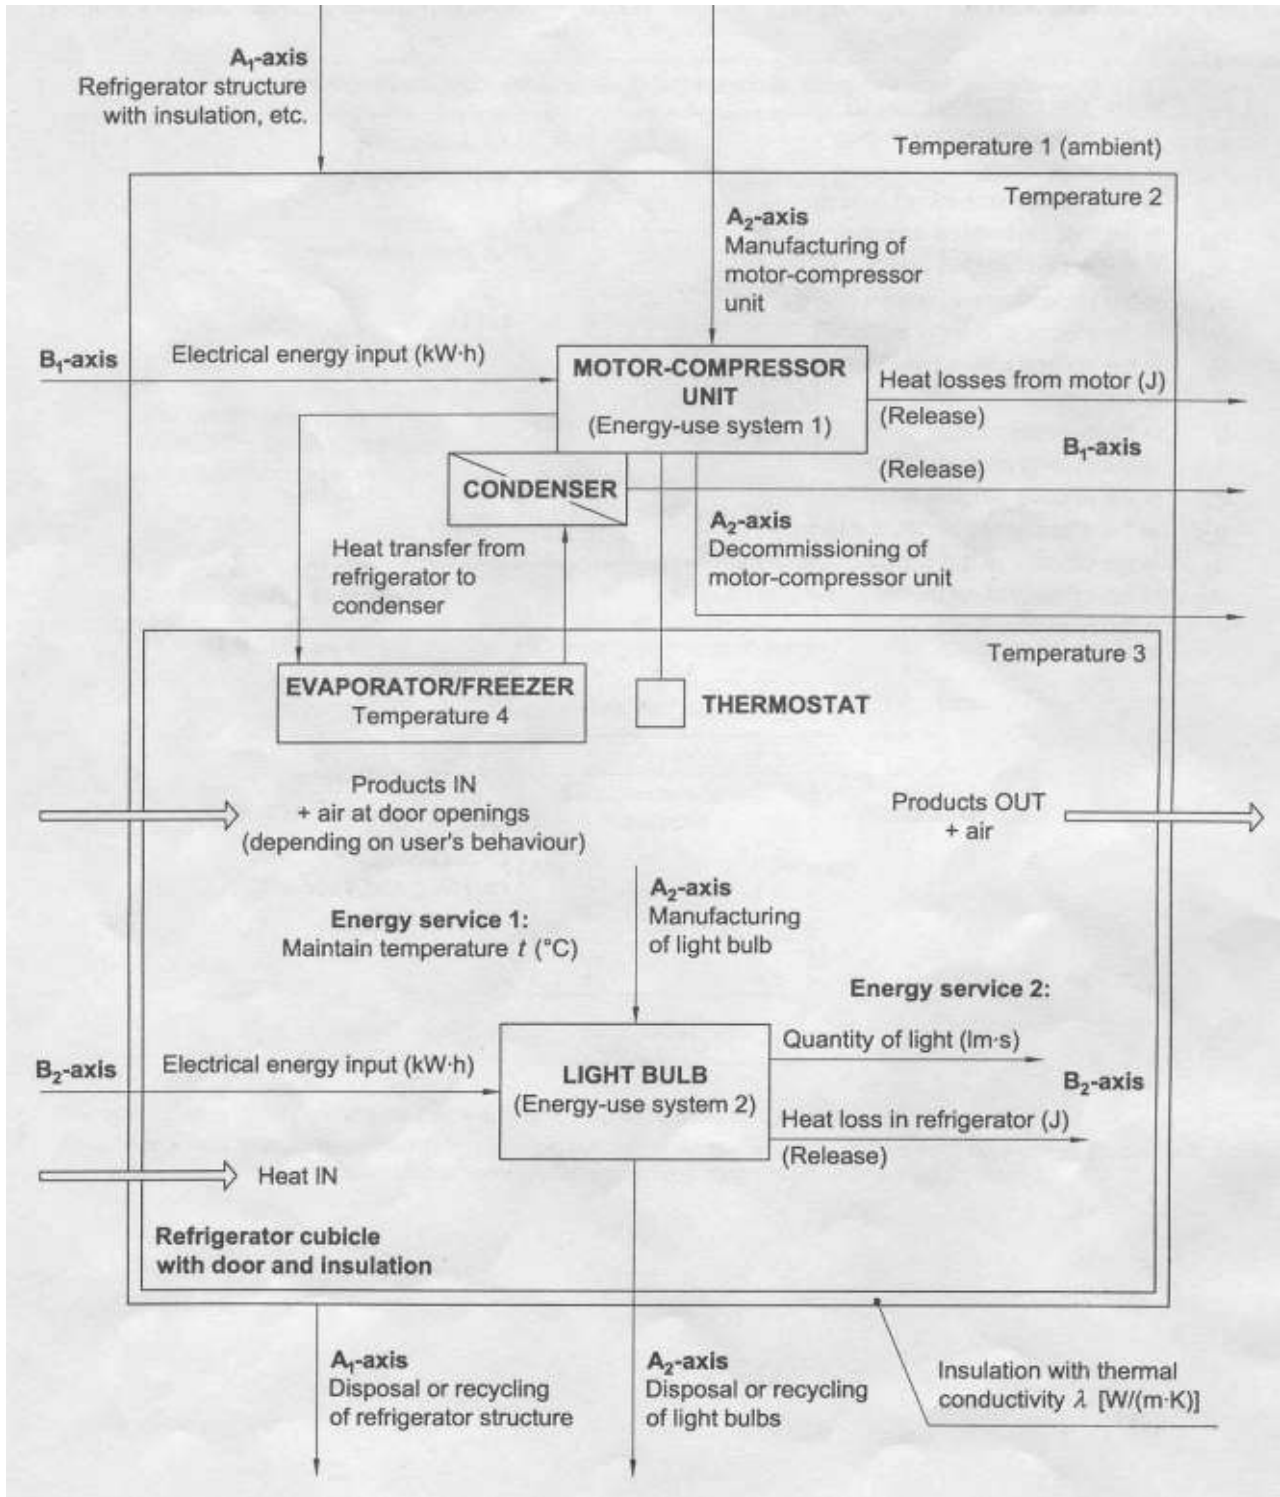 A₁-axis
Refrigerator structure
with insulation, etc.
Temperature 1 (ambient)
Temperature 2
A₂-axis
Manufacturing of
motor-compressor
unit
B₁-axis
Electrical energy input (kW·h)
MOTOR-COMPRESSOR
UNIT
(Energy-use system 1)
Heat losses from motor (J)
(Release)
B₁-axis
(Release)
CONDENSER
A₂-axis
Decommissioning of
motor-compressor unit
Heat transfer from
refrigerator to
condenser
Temperature 3
EVAPORATOR/FREEZER
Temperature 4
THERMOSTAT
Products IN
+ air at door openings
(depending on user's behaviour)
Products OUT
+ air
A₂-axis
Manufacturing
of light bulb
Energy service 1:
Maintain temperature t (°C)
Energy service 2:
Quantity of light (lm·s)
B₂-axis
Electrical energy input (kW·h)
LIGHT BULB
(Energy-use system 2)
B₂-axis
Heat loss in refrigerator (J)
(Release)
Heat IN
Refrigerator cubicle
with door and insulation
A₁-axis
Disposal or recycling
of refrigerator structure
A₂-axis
Disposal or recycling
of light bulbs
Insulation with thermal
conductivity λ [W/(m·K)]